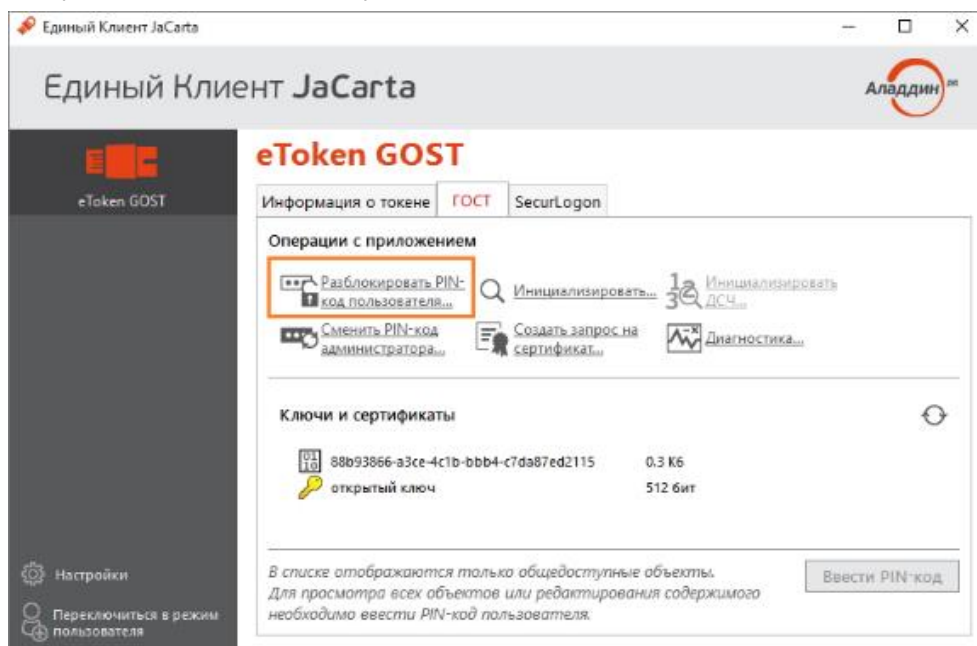 Единый Клиент JaCarta
Единый Клиент JaCarta
Аладдин
eToken GOST
eToken GOST
Информация о токене ГОСТ SecurLogon
Операции с приложением
Разблокировать PIN-
код пользователя...
Инициализировать...
Инициализировать
ДСЧ...
Сменить PIN-код
администратора...
Создать запрос на
сертификат...
Диагностика...
Ключи и сертификаты
88b93866-a3ce-4c1b-bbb4-c7da87ed2115 0.3 Кб
открытый ключ 512 бит
В списке отображаются только общедоступные объекты.
Для просмотра всех объектов или редактирования содержимого
необходимо ввести PIN-код пользователя.
Ввести PIN-код
Настройки
Переключиться в режим
пользователя